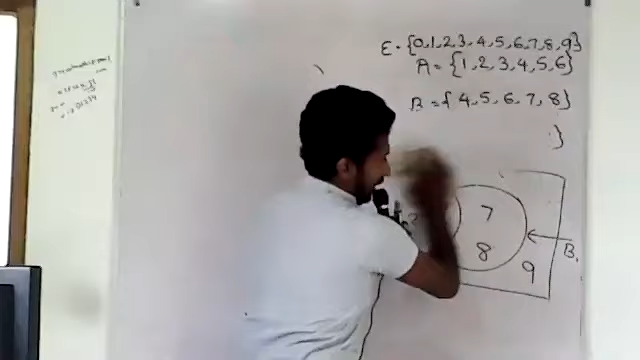 E = {0,1,2,3,4,5,6,7,8,9}
A = {1,2,3,4,5,6}
B = {4,5,6,7,8}
}
7
8
9
B